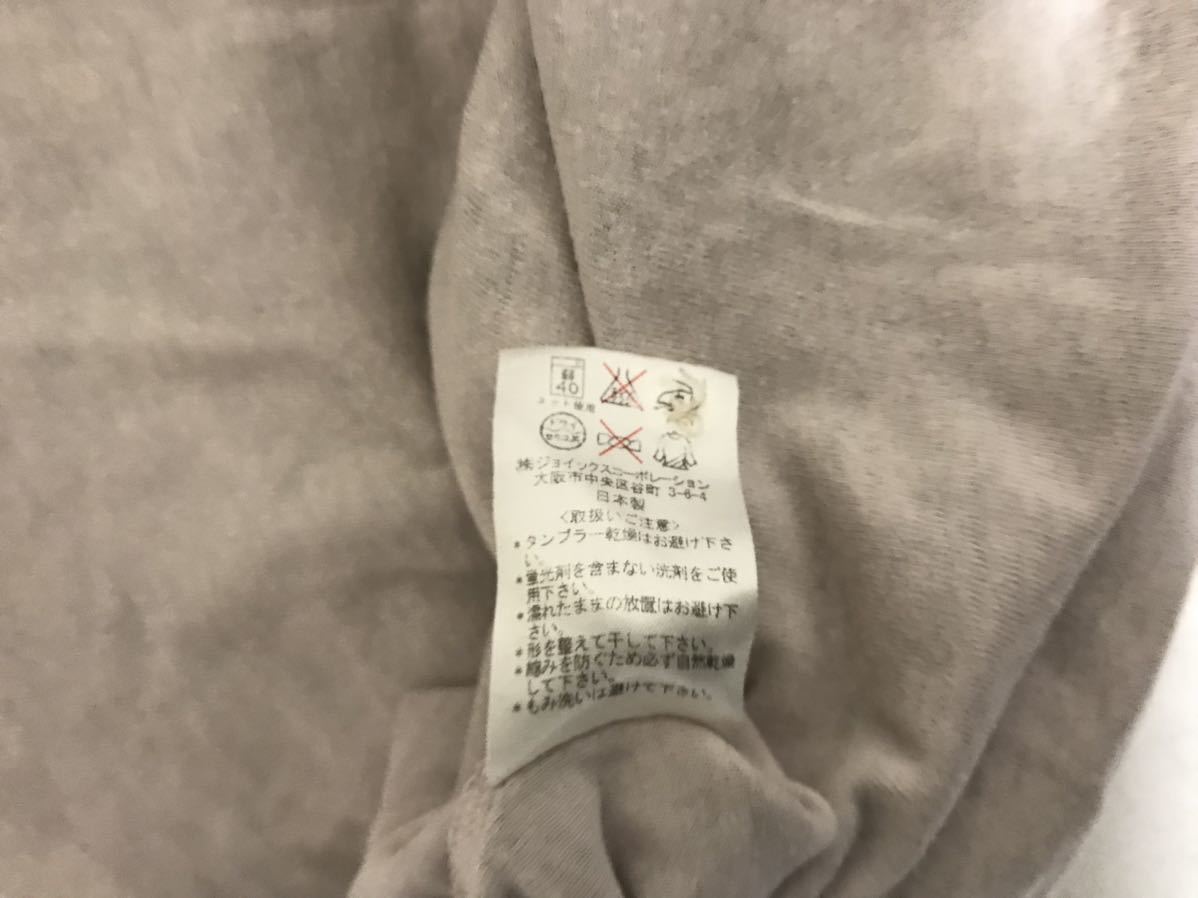 弱
40
ネット使用
ドライ
セキユ系
㈱ジョイックスコーポレーション
大阪市中央区谷町 3-6-4
日本製
〈取扱いご注意〉
*タンブラー乾燥はお避け下さ
い。
*蛍光剤を含まない洗剤をご使
用下さい。
*濡れたままの放置はお避け下
さい。
*形を整えて干して下さい。
*縮みを防ぐため必ず自然乾燥
して下さい。
*もみ洗いは避けて下さい。